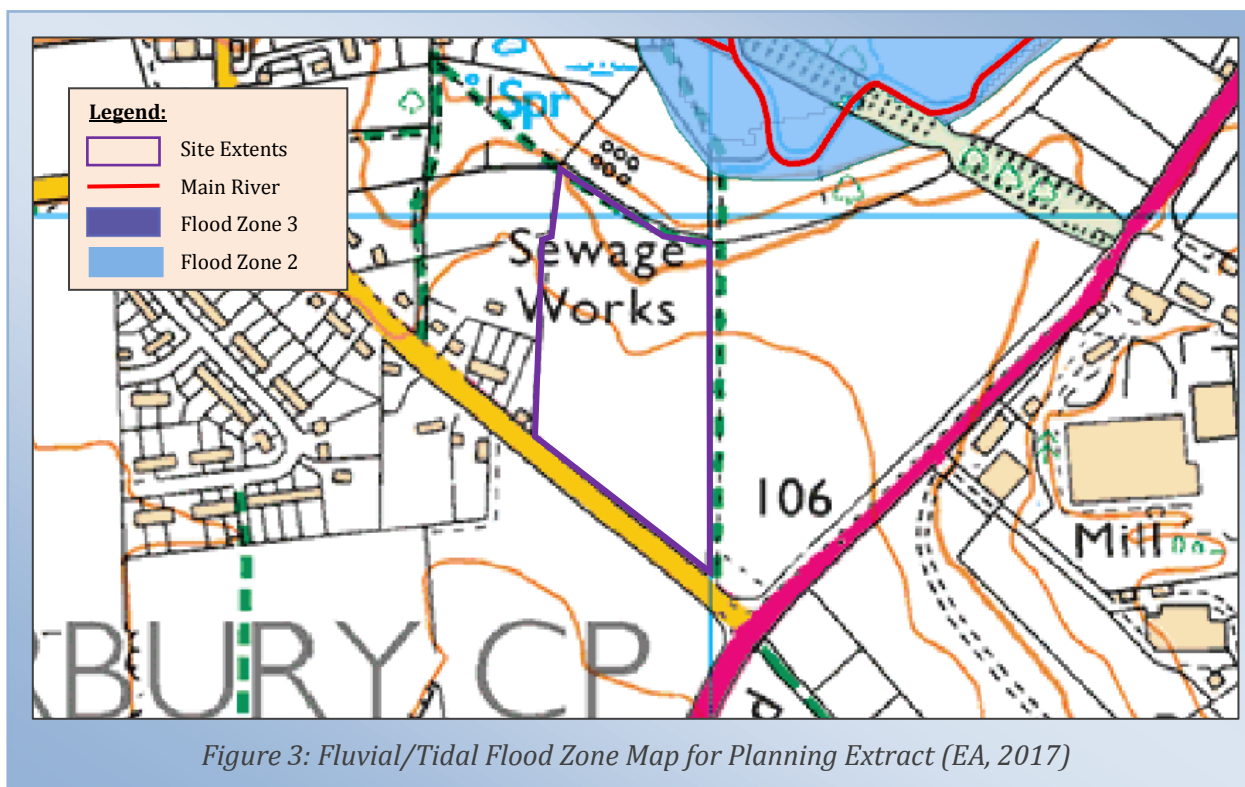 Legend:
Site Extents
Main River
Flood Zone 3
Flood Zone 2
Spr
Sewage
Works
106
Mill
RBURY CP
Figure 3: Fluvial/Tidal Flood Zone Map for Planning Extract (EA, 2017)